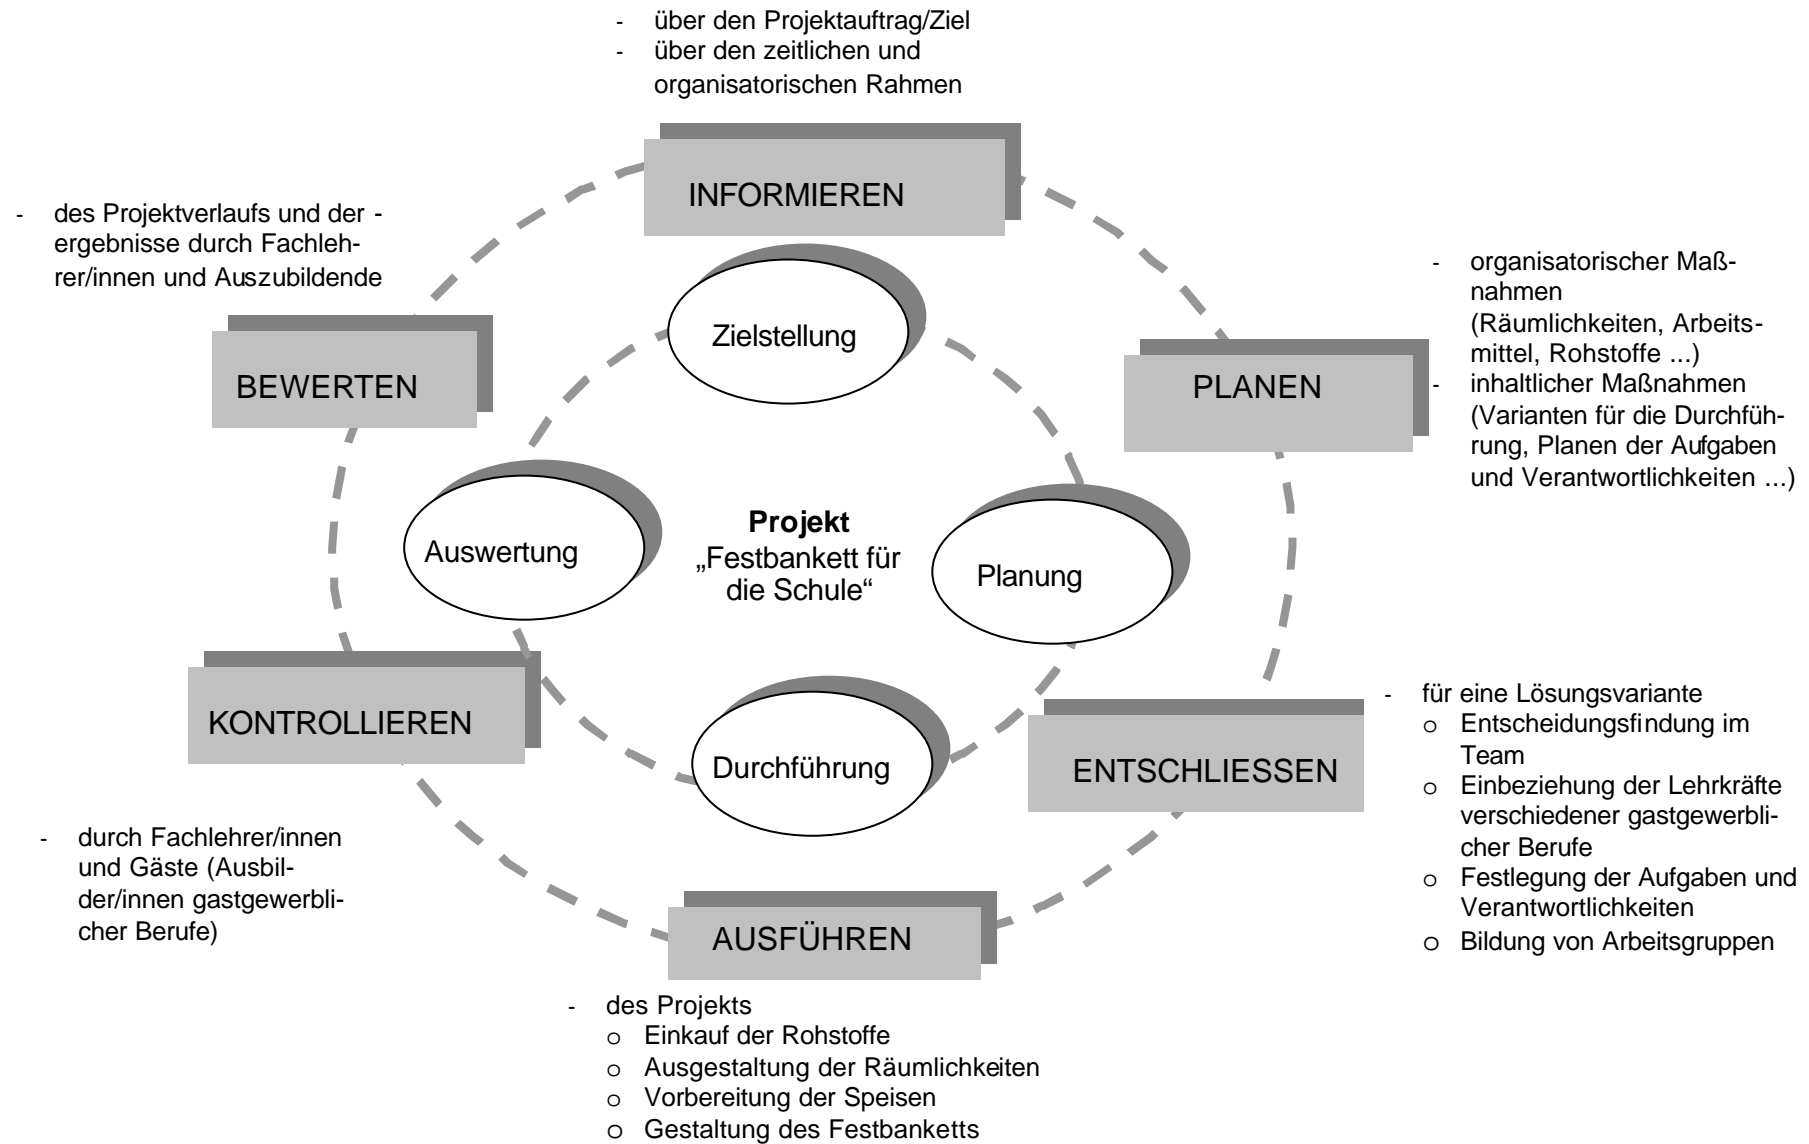 - über den Projektauftrag/Ziel
- über den zeitlichen und
organisatorischen Rahmen
INFORMIEREN
- des Projektverlaufs und der -
ergebnisse durch Fachleh-
rer/innen und Auszubildende
BEWERTEN
Zielstellung
- organisatorischer Maß-
nahmen
(Räumlichkeiten, Arbeits-
mittel, Rohstoffe ...)
- inhaltlicher Maßnahmen
(Varianten für die Durchfüh-
rung, Planen der Aufgaben
und Verantwortlichkeiten ...)
PLANEN
Auswertung
Projekt
„Festbankett für
die Schule“
Planung
KONTROLLIEREN
Durchführung
ENTSCHLIESSEN
- für eine Lösungsvariante
o Entscheidungsfindung im
Team
o Einbeziehung der Lehrkräfte
verschiedener gastgewerbli-
cher Berufe
o Festlegung der Aufgaben und
Verantwortlichkeiten
o Bildung von Arbeitsgruppen
- durch Fachlehrer/innen
und Gäste (Ausbil-
der/innen gastgewerbli-
cher Berufe)
AUSFÜHREN
- des Projekts
o Einkauf der Rohstoffe
o Ausgestaltung der Räumlichkeiten
o Vorbereitung der Speisen
o Gestaltung des Festbanketts